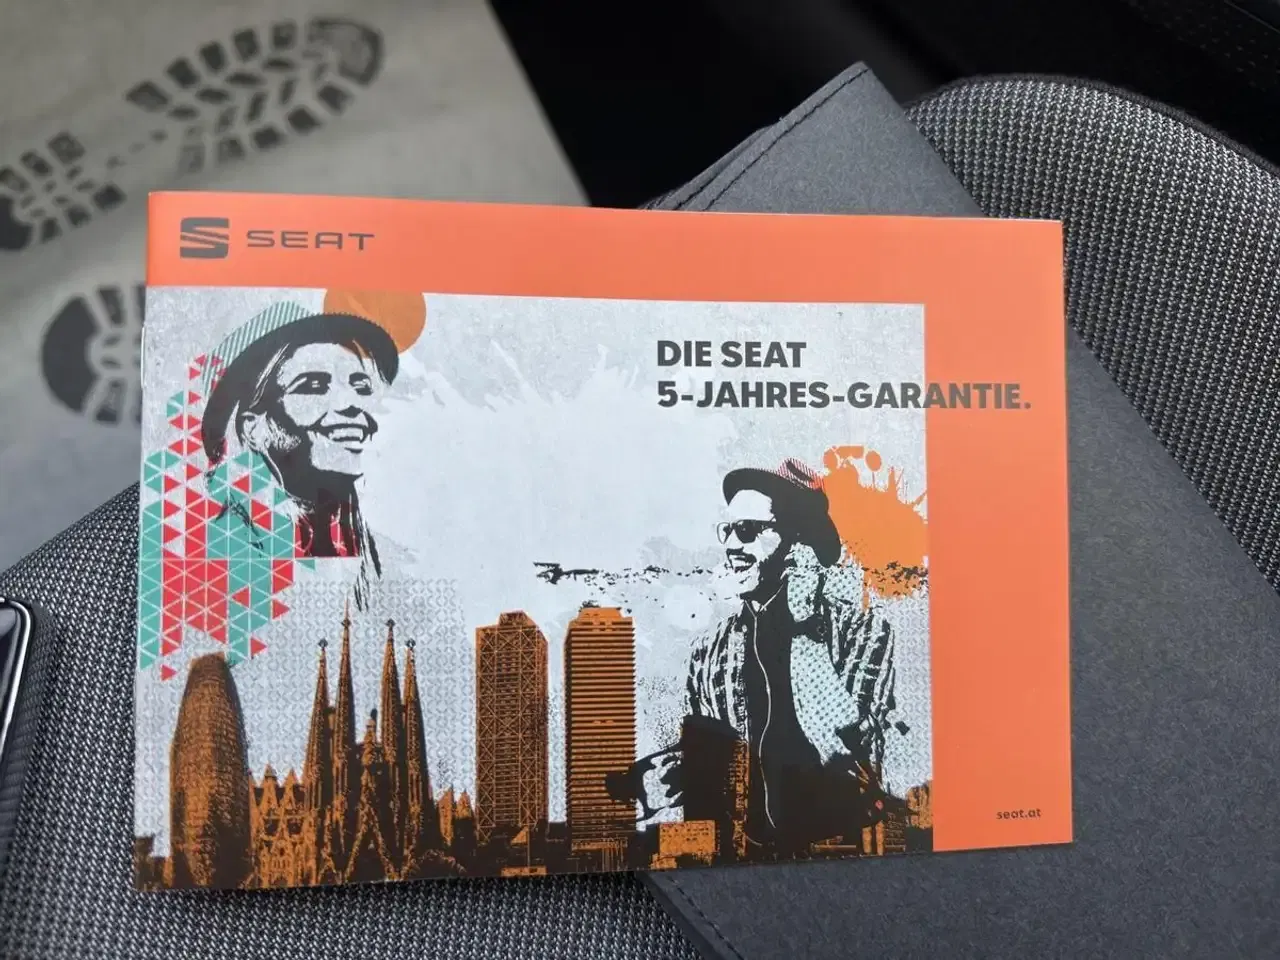 SEAT
DIE SEAT
5-JAHRES-GARANTIE.
seat.at